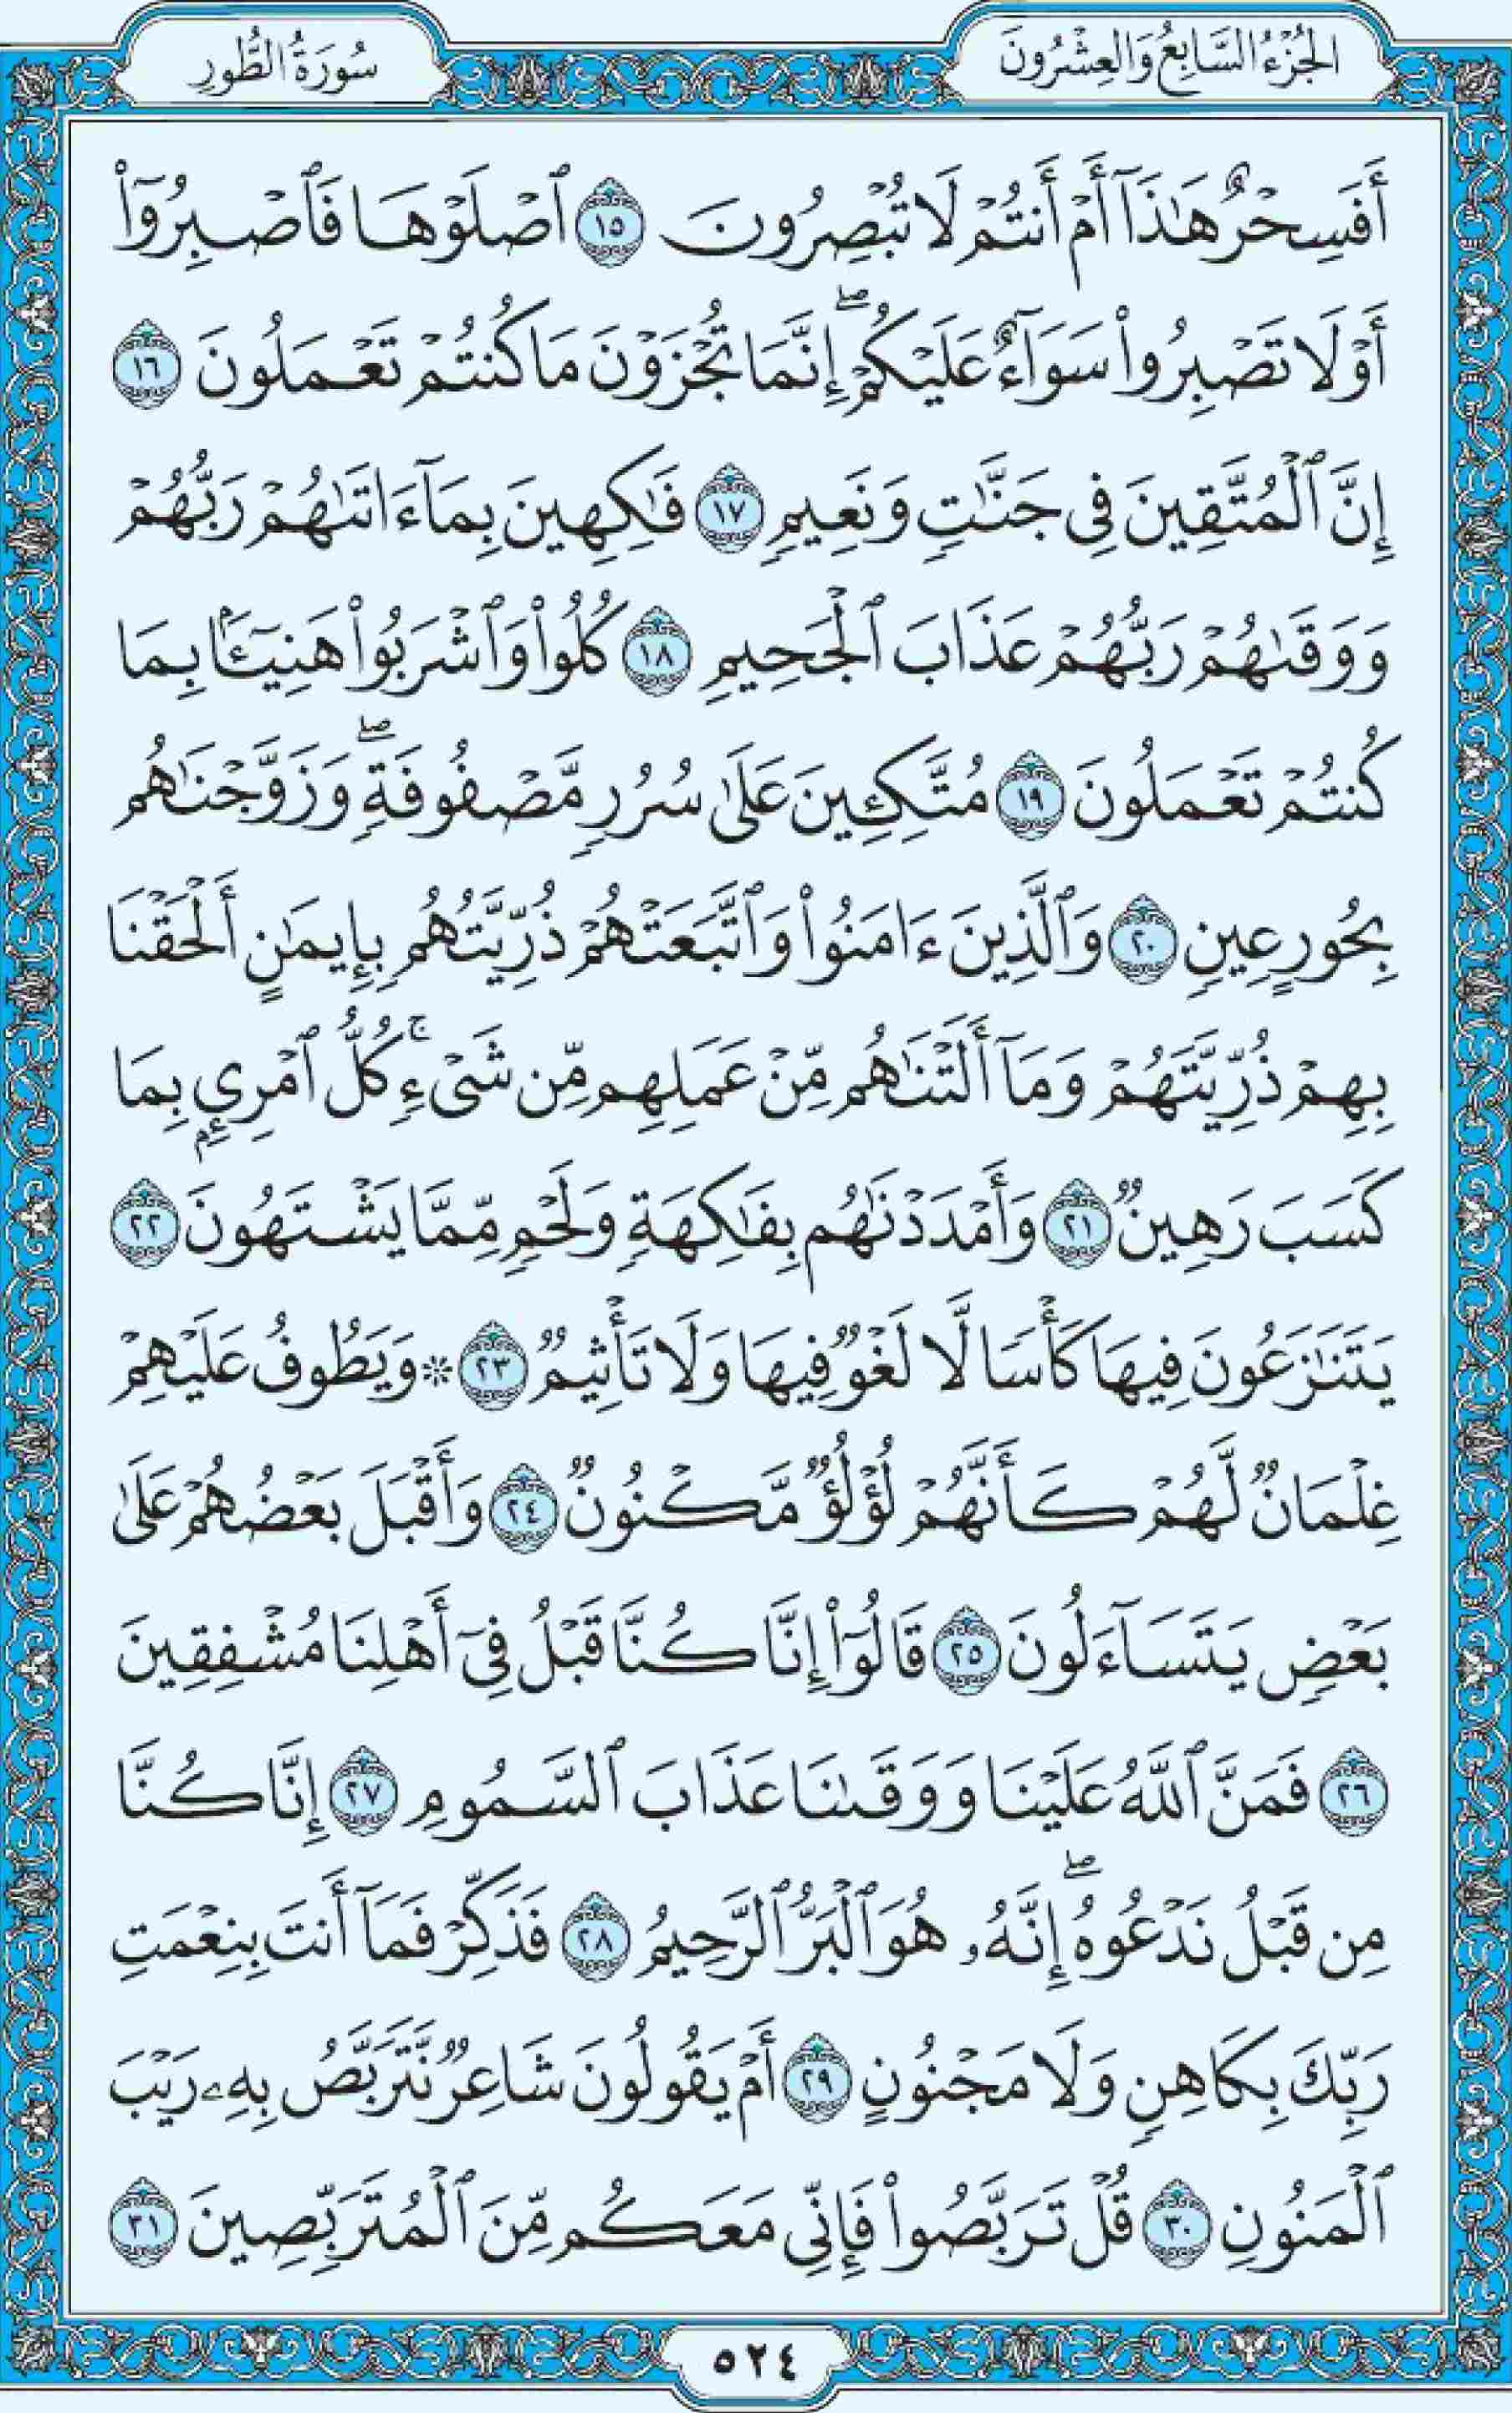 الجُزْءُ السَّابِعُ وَالعِشْرُونَ
سُورَةُ الطُّورِ
أَفَسِحْرٌ هَٰذَآ أَمْ أَنتُمْ لَا تُبْصِرُونَ ١٥ ٱصْلَوْهَا فَٱصْبِرُوٓاْ
أَوْ لَا تَصْبِرُواْ سَوَآءٌ عَلَيْكُمْۖ إِنَّمَا تُجْزَوْنَ مَا كُنتُمْ تَعْمَلُونَ ١٦
إِنَّ ٱلْمُتَّقِينَ فِى جَنَّٰتٍ وَنَعِيمٍ ١٧ فَٰكِهِينَ بِمَآ ءَاتَىٰهُمْ رَبُّهُمْ
وَوَقَىٰهُمْ رَبُّهُمْ عَذَابَ ٱلْجَحِيمِ ١٨ كُلُواْ وَٱشْرَبُواْ هَنِيٓـَٔۢا بِمَا
كُنتُمْ تَعْمَلُونَ ١٩ مُتَّكِـِٔينَ عَلَىٰ سُرُرٍ مَّصْفُوفَةٍۖ وَزَوَّجْنَٰهُم
بِحُورٍ عِينٍ ٢٠ وَٱلَّذِينَ ءَامَنُواْ وَٱتَّبَعَتْهُمْ ذُرِّيَّتُهُم بِإِيمَٰنٍ أَلْحَقْنَا
بِهِمْ ذُرِّيَّتَهُمْ وَمَآ أَلَتْنَٰهُم مِّنْ عَمَلِهِم مِّن شَىْءٍۚ كُلُّ ٱمْرِئٍۭ بِمَا
كَسَبَ رَهِينٌ ٢١ وَأَمْدَدْنَٰهُم بِفَٰكِهَةٍ وَلَحْمٍ مِّمَّا يَشْتَهُونَ ٢٢
يَتَنَٰزَعُونَ فِيهَا كَأْسًا لَّا لَغْوٌ فِيهَا وَلَا تَأْثِيمٌ ٢٣ ۞ وَيَطُوفُ عَلَيْهِمْ
غِلْمَانٌ لَّهُمْ كَأَنَّهُمْ لُؤْلُؤٌ مَّكْنُونٌ ٢٤ وَأَقْبَلَ بَعْضُهُمْ عَلَىٰ
بَعْضٍ يَتَسَآءَلُونَ ٢٥ قَالُوٓاْ إِنَّا كُنَّا قَبْلُ فِىٓ أَهْلِنَا مُشْفِقِينَ
٢٦ فَمَنَّ ٱللَّهُ عَلَيْنَا وَوَقَىٰنَا عَذَابَ ٱلسَّمُومِ ٢٧ إِنَّا كُنَّا
مِن قَبْلُ نَدْعُوهُۖ إِنَّهُۥ هُوَ ٱلْبَرُّ ٱلرَّحِيمُ ٢٨ فَذَكِّرْ فَمَآ أَنتَ بِنِعْمَتِ
رَبِّكَ بِكَاهِنٍ وَلَا مَجْنُونٍ ٢٩ أَمْ يَقُولُونَ شَاعِرٌ نَّتَرَبَّصُ بِهِۦ رَيْبَ
ٱلْمَنُونِ ٣٠ قُلْ تَرَبَّصُواْ فَإِنِّى مَعَكُم مِّنَ ٱلْمُتَرَبِّصِينَ ٣١
٥٢٤